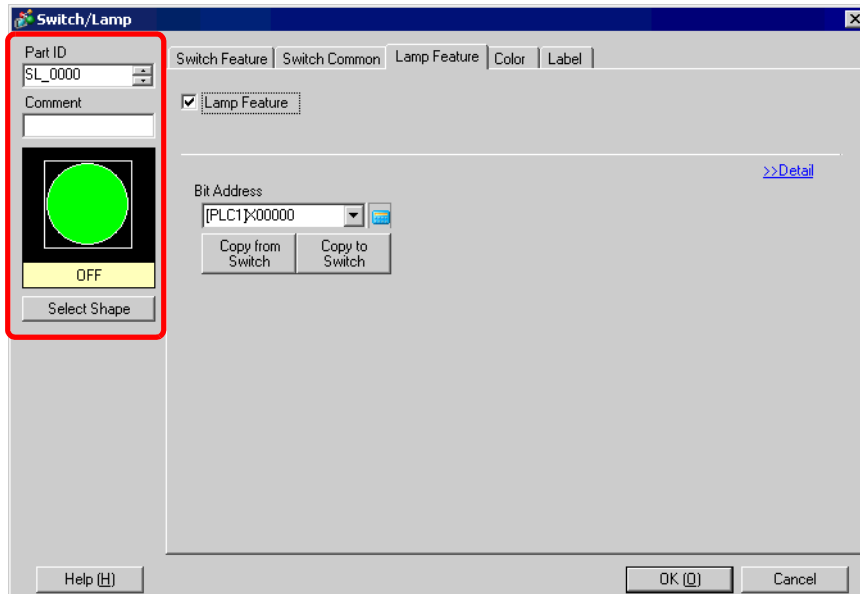 Switch/Lamp
Part ID
SL_0000
Comment
OFF
Select Shape
Switch Feature
Switch Common
Lamp Feature
Color
Label
Lamp Feature
>>Detail
Bit Address
[PLC1]X00000
Copy from
Switch
Copy to
Switch
Help (H)
OK (O)
Cancel